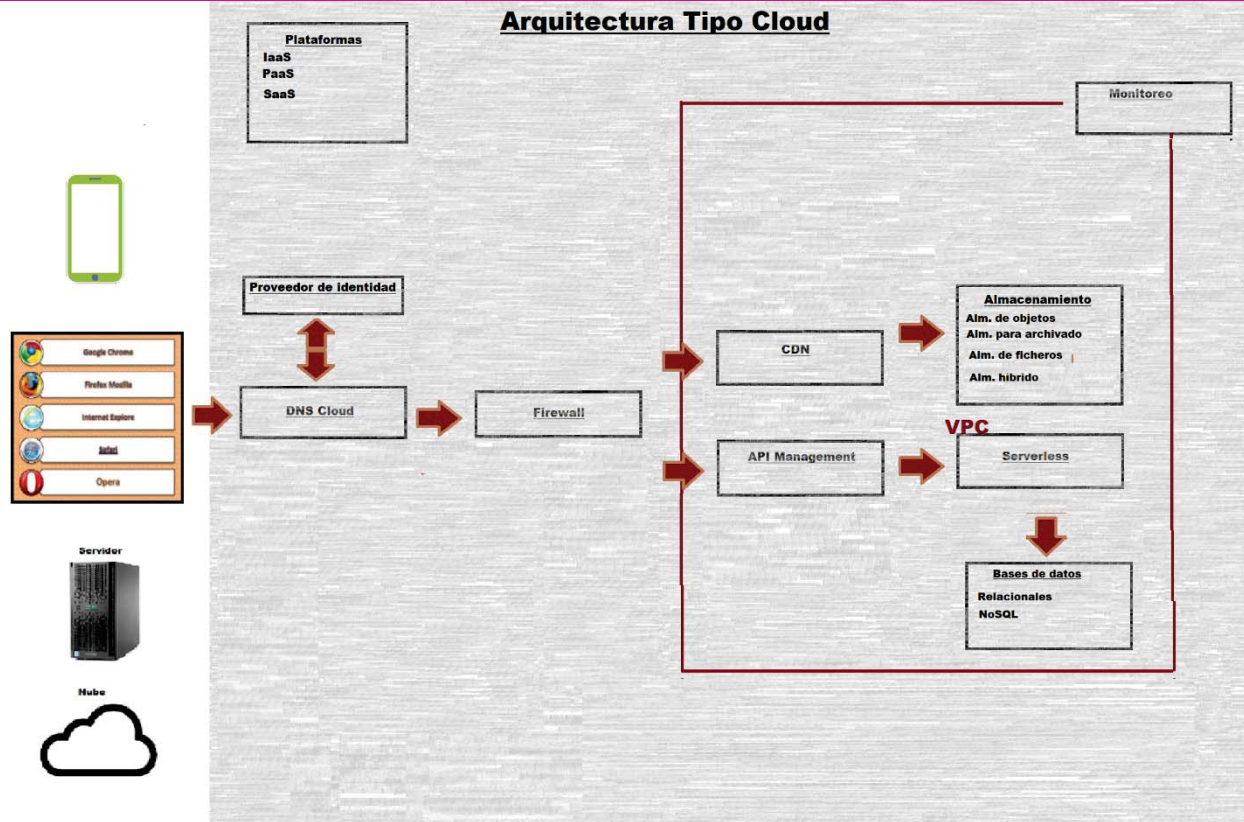 Arquitectura Tipo Cloud
Plataformas
IaaS
PaaS
SaaS
Monitoreo
Proveedor de identidad
Google Chrome
Firefox Mozilla
Internet Explore
Safari
Opera
DNS Cloud
Firewall
CDN
Almacenamiento
Alm. de objetos
Alm. para archivado
Alm. de ficheros
Alm. hibrido
VPC
API Management
Serverless
Bases de datos
Relacionales
NoSQL
Servidor
Nube